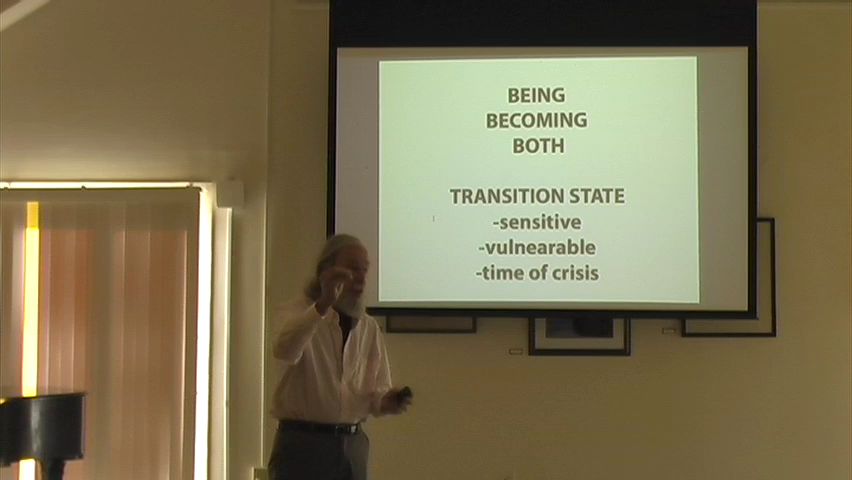 BEING
BECOMING
BOTH
TRANSITION STATE
-sensitive
-vulnearable
-time of crisis